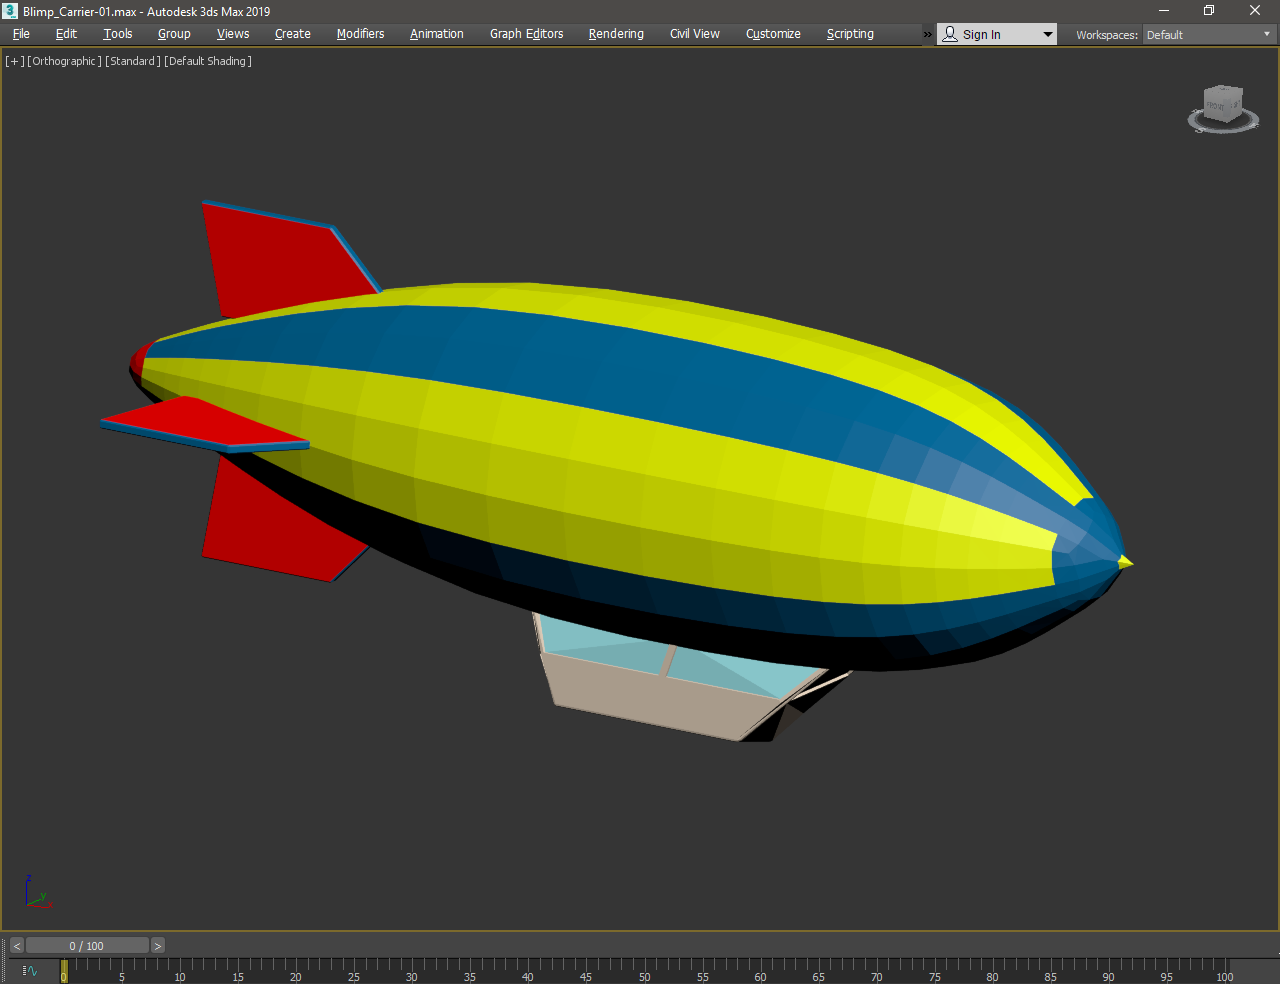 Blimp_Carrier-01.max - Autodesk 3ds Max 2019
File Edit Tools Group Views Create Modifiers Animation Graph Editors Rendering Civil View Customize Scripting » Sign In Workspaces: Default
[+] [Orthographic] [Standard] [Default Shading]
FRONT
z
y
x
< 0 / 100 >
0 5 10 15 20 25 30 35 40 45 50 55 60 65 70 75 80 85 90 95 100